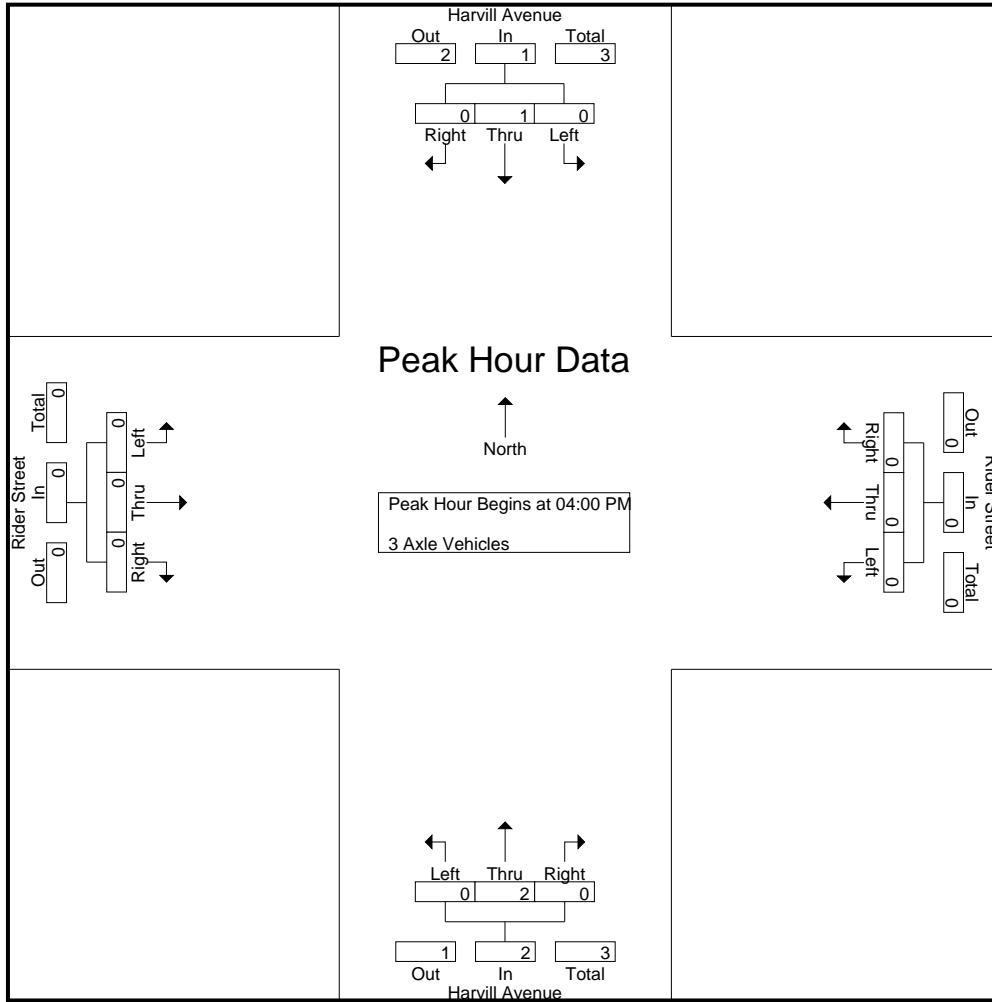 Harvill Avenue
Out In Total
2 1 3
0 1 0
Right Thru Left
Peak Hour Data
North
Peak Hour Begins at 04:00 PM
3 Axle Vehicles
Rider Street
Out In Total
0 0 0
Right Thru Left
0 0 0
Rider Street
Total In Out
0 0 0
Left Thru Right
0 0 0
Left Thru Right
0 2 0
1 2 3
Out In Total
Harvill Avenue